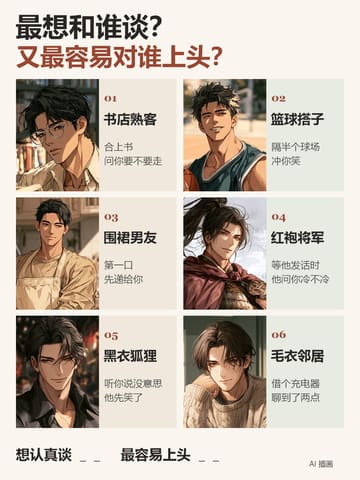 最想和谁谈？
又最容易对谁上头？
01
书店熟客
合上书
问你要不要走
02
篮球搭子
隔半个球场
冲你笑
03
围裙男友
第一口
先递给你
04
红袍将军
等他发话时
他问你冷不冷
05
黑衣狐狸
听你说没意思
他先笑了
06
毛衣邻居
借个充电器
聊到了两点
想认真谈 _ _ 最容易上头 _ _
AI 插画